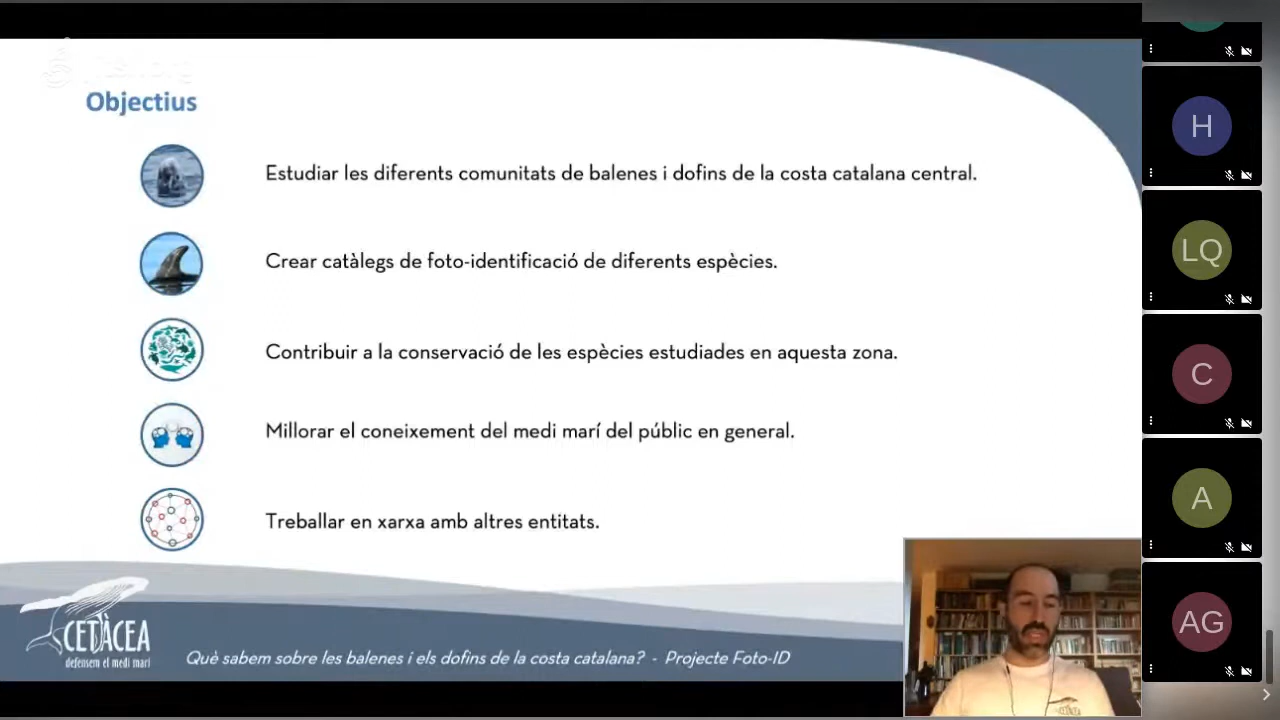 Objectius
Estudiar les diferents comunitats de balenes i dofins de la costa catalana central.
Crear catàlegs de foto-identificació de diferents espècies.
Contribuir a la conservació de les espècies estudiades en aquesta zona.
Millorar el coneixement del medi marí del públic en general.
Treballar en xarxa amb altres entitats.
CETÀCEA
defensem el medi marí
Què sabem sobre les balenes i els dofins de la costa catalana? - Projecte Foto-ID
H
LQ
C
A
AG